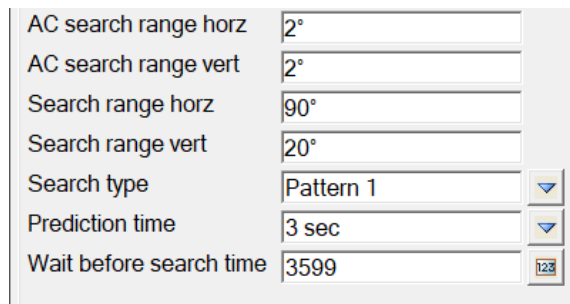 AC search range horz 2°
AC search range vert 2°
Search range horz 90°
Search range vert 20°
Search type Pattern 1
Prediction time 3 sec
Wait before search time 3599 123